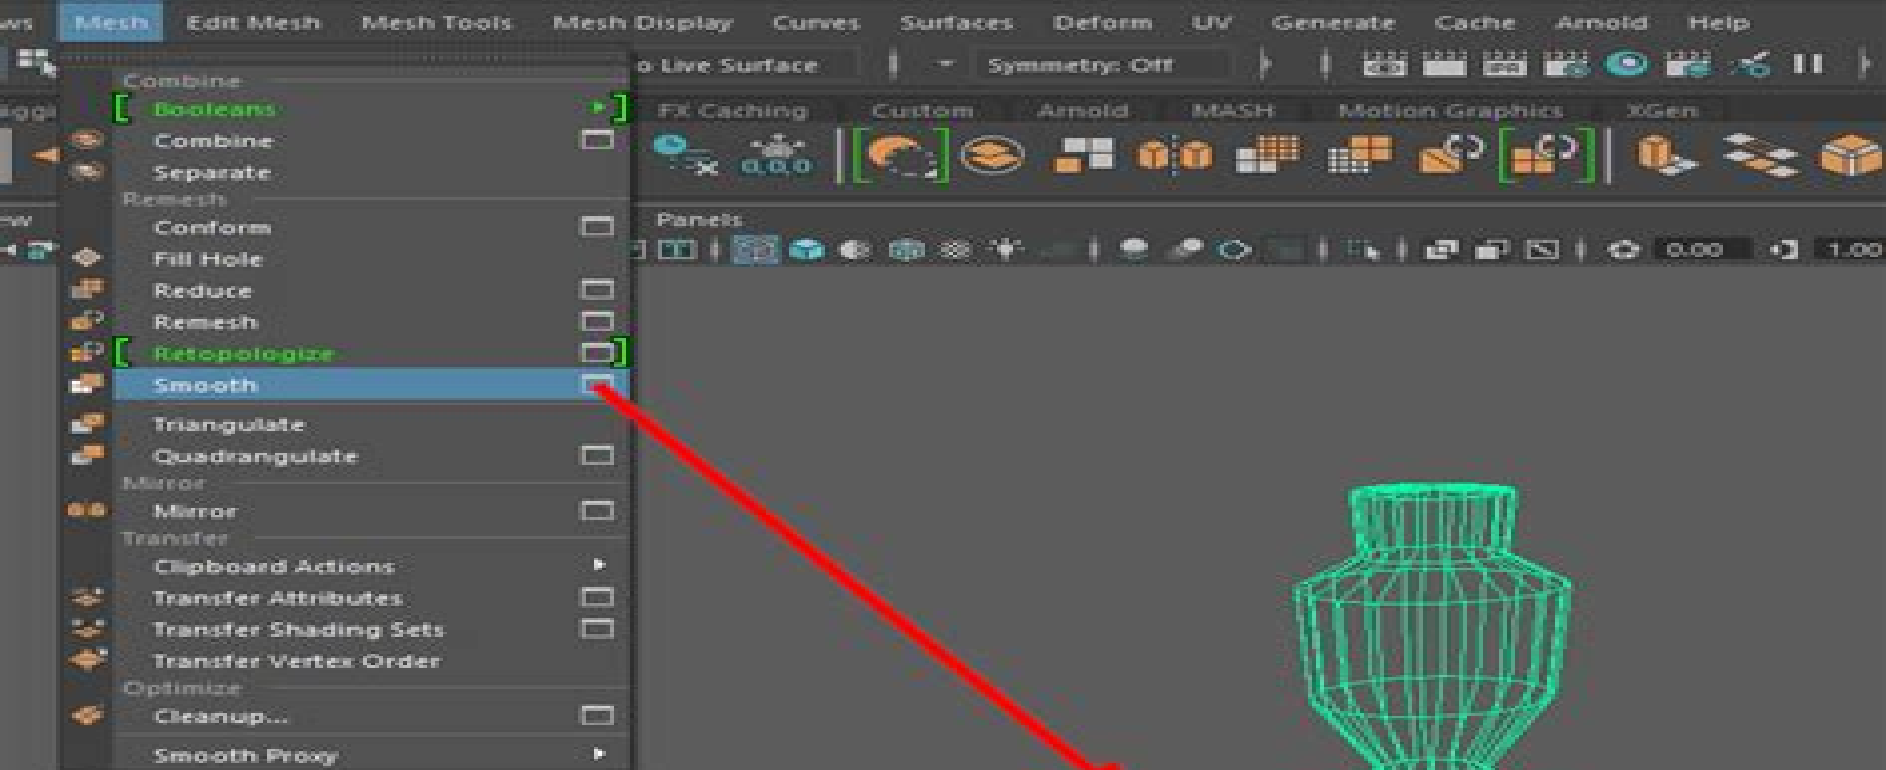 Mesh Edit Mesh Mesh Tools Mesh Display Curves Surfaces Deform UV Generate Cache Arnold Help
Live Surface Symmetry: Off
Combine
Booleans
Combine
Separate
Remesh
Conform
Fill Hole
Reduce
Remesh
Retopologize
Smooth
Triangulate
Quadrangulate
Mirror
Mirror
Transfer
Clipboard Actions
Transfer Attributes
Transfer Shading Sets
Transfer Vertex Order
Optimize
Cleanup...
Smooth Proxy
FX Caching Custom Arnold MASH Motion Graphics XGen
0,0,0
Panels
0.00 1.00